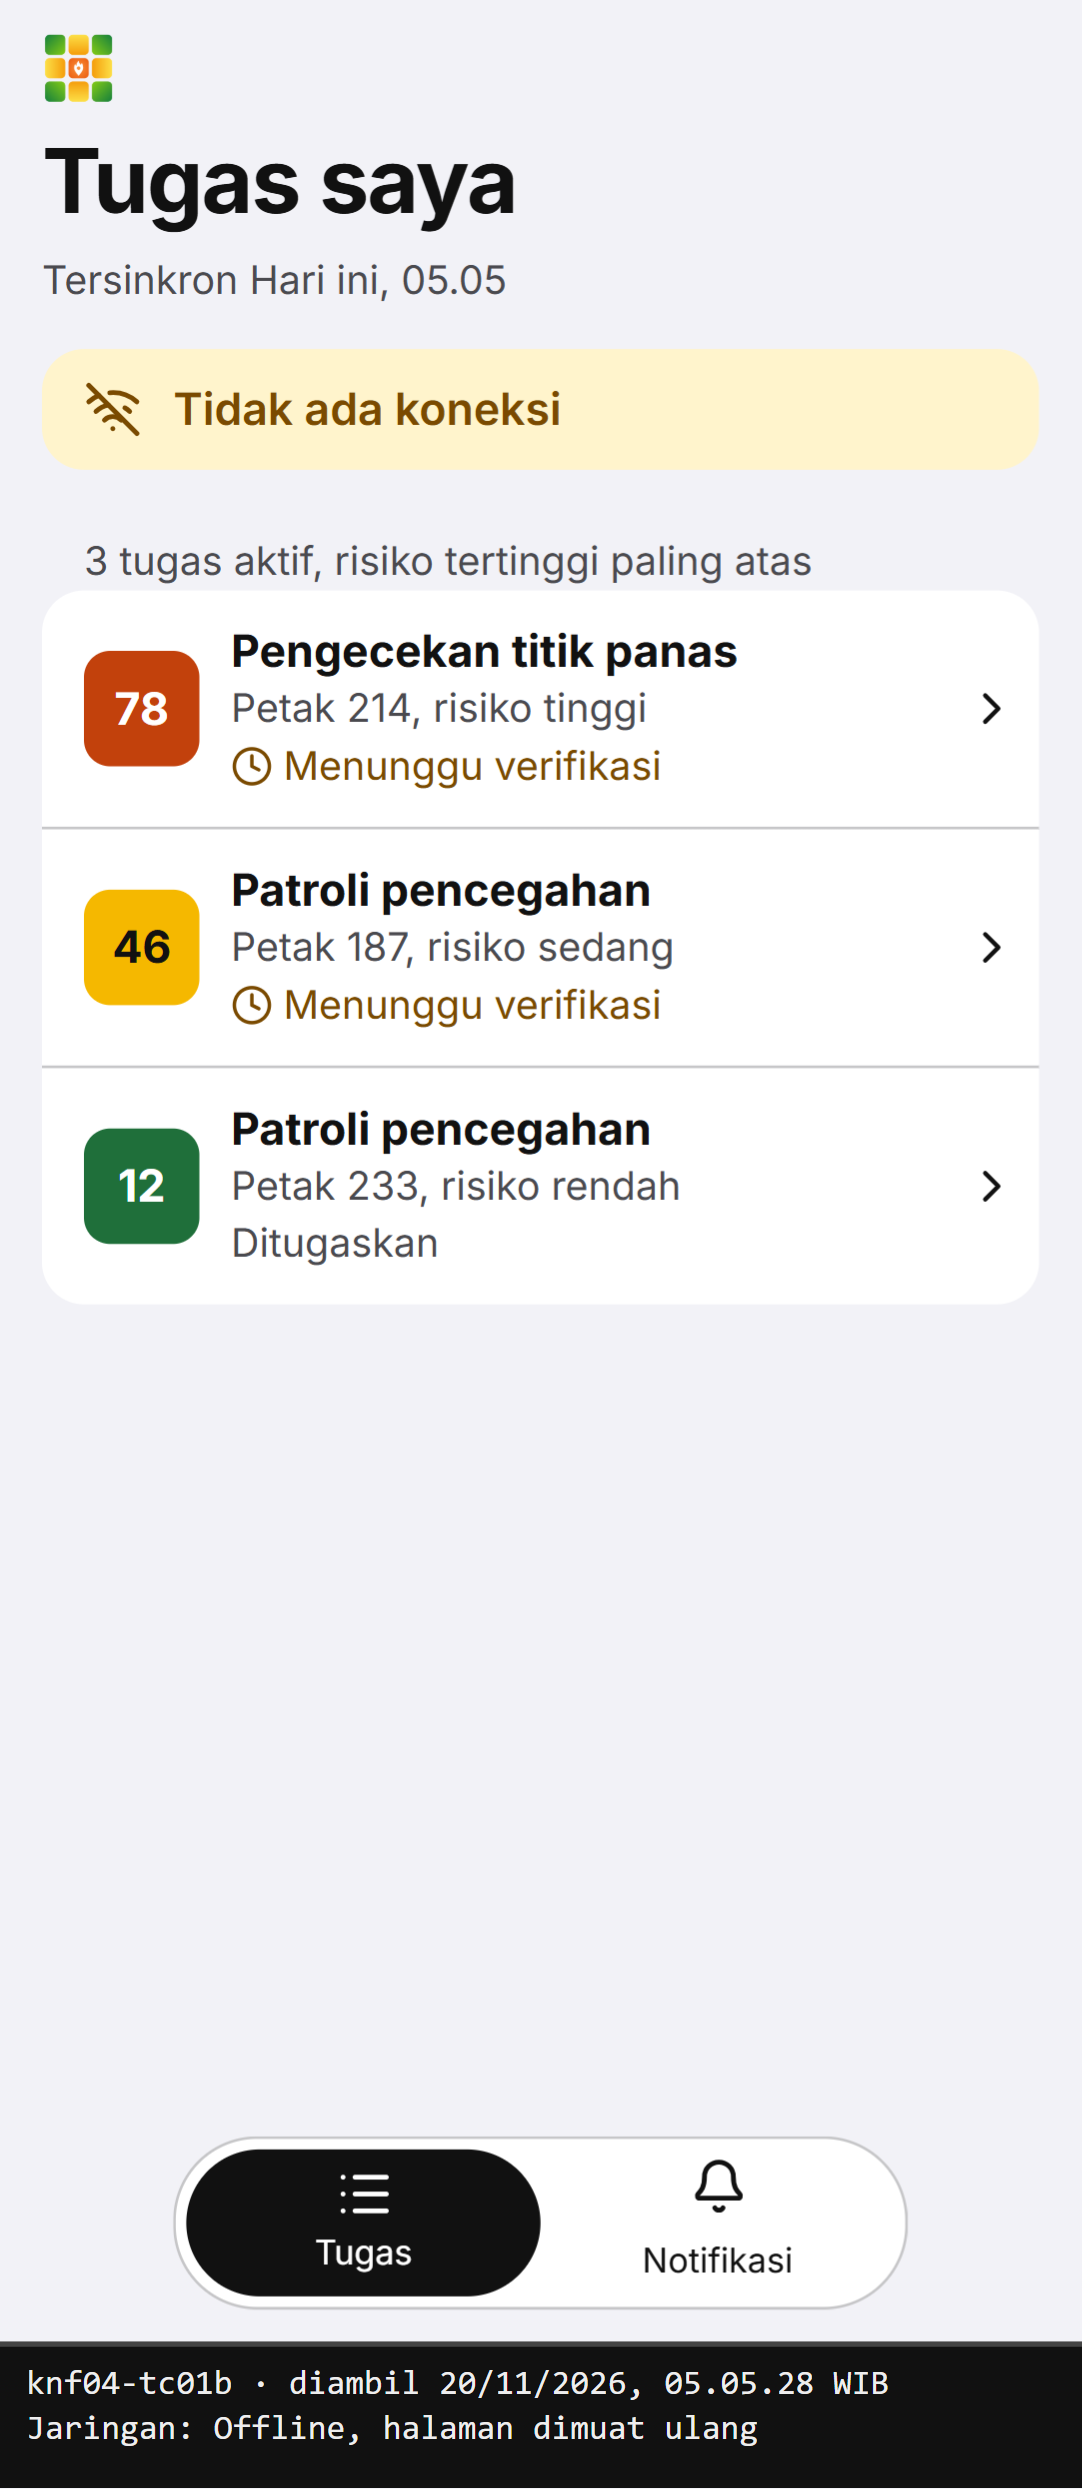 Tugas saya
Tersinkron Hari ini, 05.05
Tidak ada koneksi
3 tugas aktif, risiko tertinggi paling atas
78
Pengecekan titik panas
Petak 214, risiko tinggi
Menunggu verifikasi
46
Patroli pencegahan
Petak 187, risiko sedang
Menunggu verifikasi
12
Patroli pencegahan
Petak 233, risiko rendah
Ditugaskan
Tugas
Notifikasi
knf04-tc01b · diambil 20/11/2026, 05.05.28 WIB
Jaringan: Offline, halaman dimuat ulang